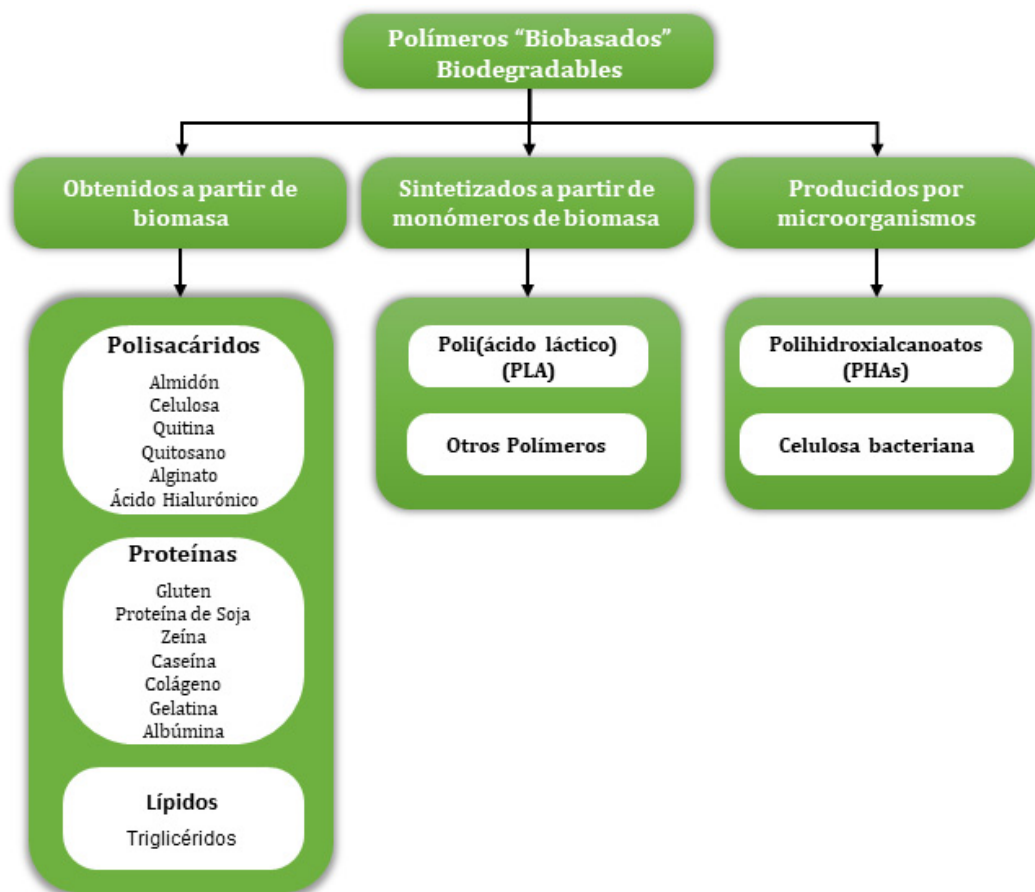 Polímeros “Biobasados”
Biodegradables
Obtenidos a partir de
biomasa
Sintetizados a partir de
monómeros de biomasa
Producidos por
microorganismos
Polisacáridos
Almidón
Celulosa
Quitina
Quitosano
Alginato
Ácido Hialurónico
Proteínas
Gluten
Proteína de Soja
Zeína
Caseína
Colágeno
Gelatina
Albúmina
Lípidos
Triglicéridos
Poli(ácido láctico)
(PLA)
Otros Polímeros
Polihidroxialcanoatos
(PHAs)
Celulosa bacteriana